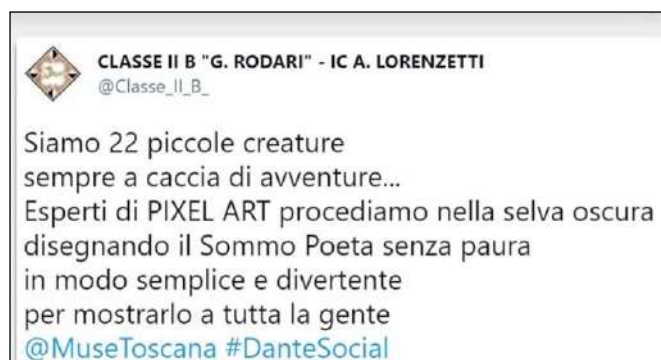 CLASSE II B "G. RODARI" - IC A. LORENZETTI
@Classe_II_B_
Siamo 22 piccole creature
sempre a caccia di avventure...
Esperti di PIXEL ART procediamo nella selva oscura
disegnando il Sommo Poeta senza paura
in modo semplice e divertente
per mostrarlo a tutta la gente
@MuseToscana #DanteSocial